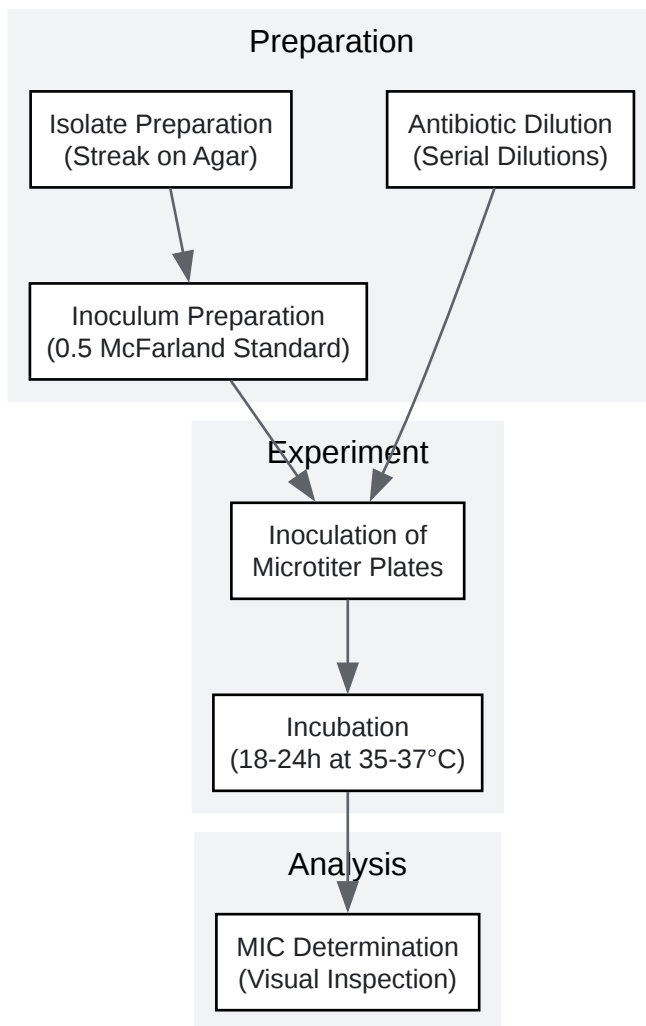 Preparation
Isolate Preparation
(Streak on Agar)
Antibiotic Dilution
(Serial Dilutions)
Inoculum Preparation
(0.5 McFarland Standard)
Experiment
Inoculation of
Microtiter Plates
Incubation
(18-24h at 35-37°C)
Analysis
MIC Determination
(Visual Inspection)